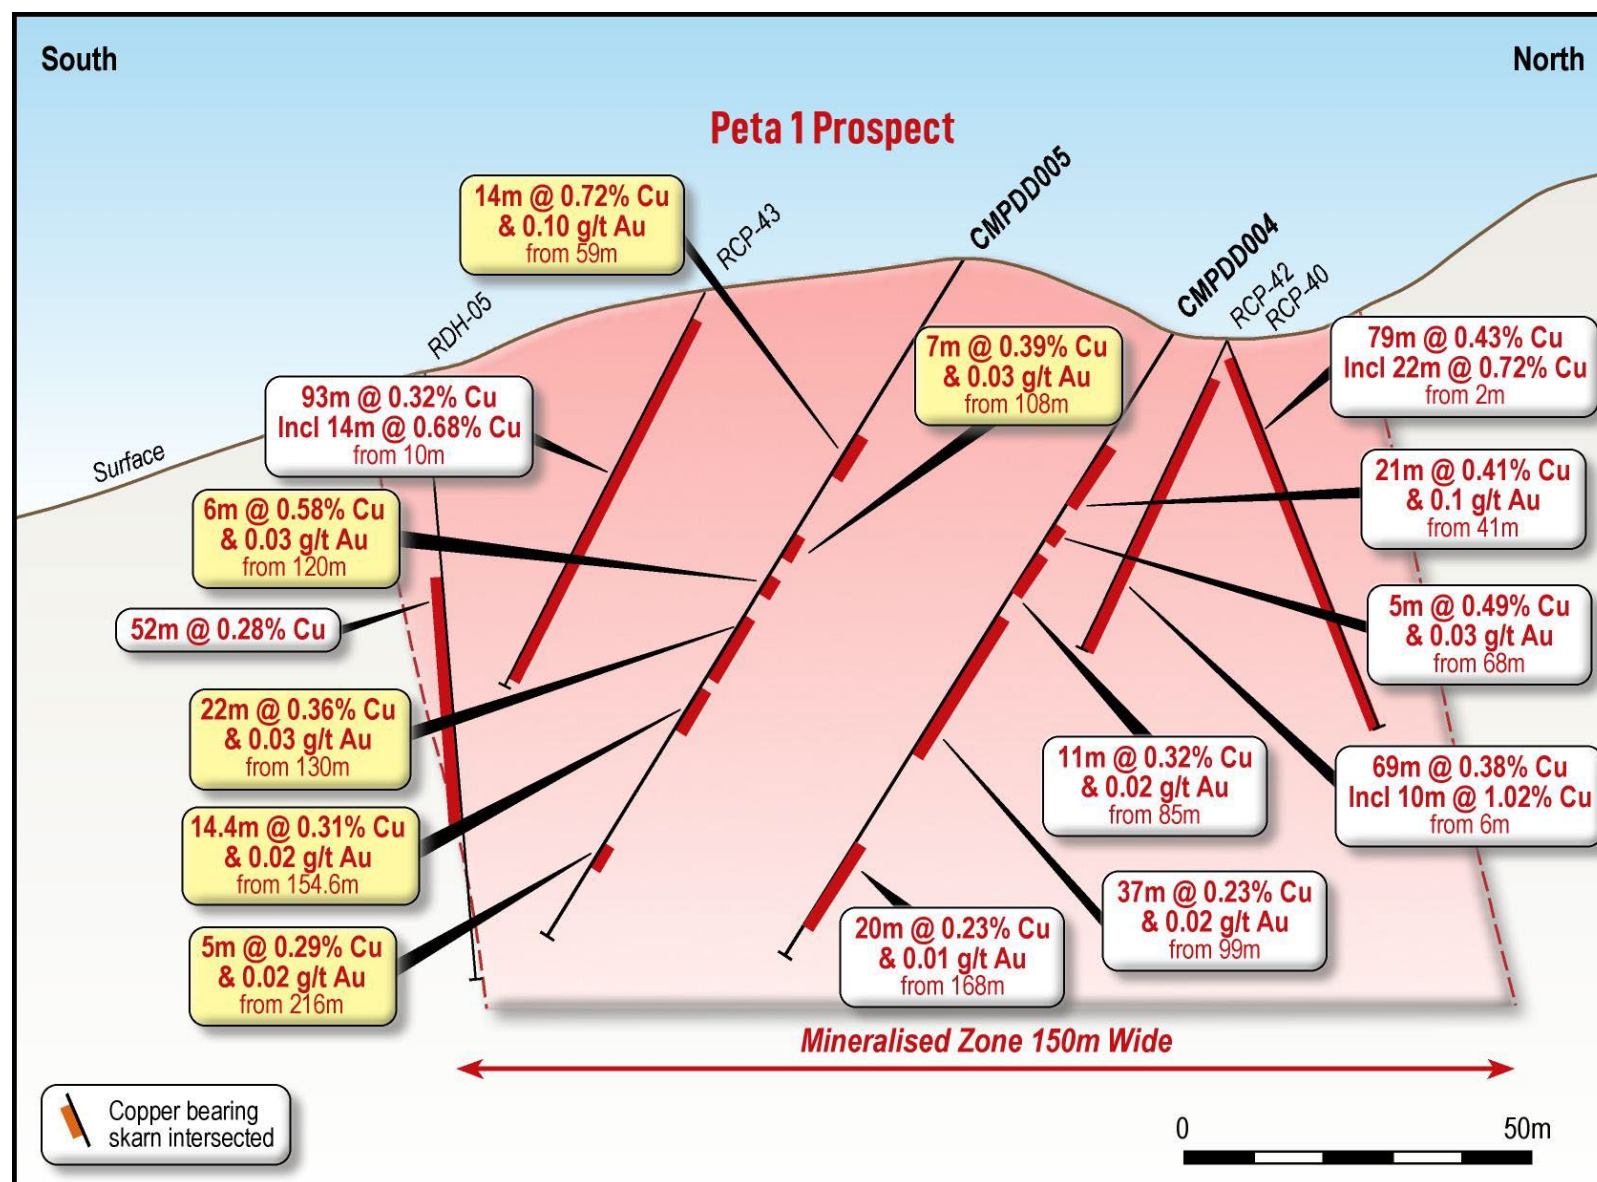 South
North
Peta 1 Prospect
CMPDD005
14m @ 0.72% Cu
& 0.10 g/t Au
from 59m
RCP-43
CMPDD004
RCP-42
RCP-40
RDH-05
7m @ 0.39% Cu
& 0.03 g/t Au
from 108m
79m @ 0.43% Cu
Incl 22m @ 0.72% Cu
from 2m
93m @ 0.32% Cu
Incl 14m @ 0.68% Cu
from 10m
Surface
21m @ 0.41% Cu
& 0.1 g/t Au
from 41m
6m @ 0.58% Cu
& 0.03 g/t Au
from 120m
5m @ 0.49% Cu
& 0.03 g/t Au
from 68m
52m @ 0.28% Cu
22m @ 0.36% Cu
& 0.03 g/t Au
from 130m
11m @ 0.32% Cu
& 0.02 g/t Au
from 85m
69m @ 0.38% Cu
Incl 10m @ 1.02% Cu
from 6m
14.4m @ 0.31% Cu
& 0.02 g/t Au
from 154.6m
37m @ 0.23% Cu
& 0.02 g/t Au
from 99m
20m @ 0.23% Cu
& 0.01 g/t Au
from 168m
5m @ 0.29% Cu
& 0.02 g/t Au
from 216m
Mineralised Zone 150m Wide
Copper bearing
skarn intersected
0 50m